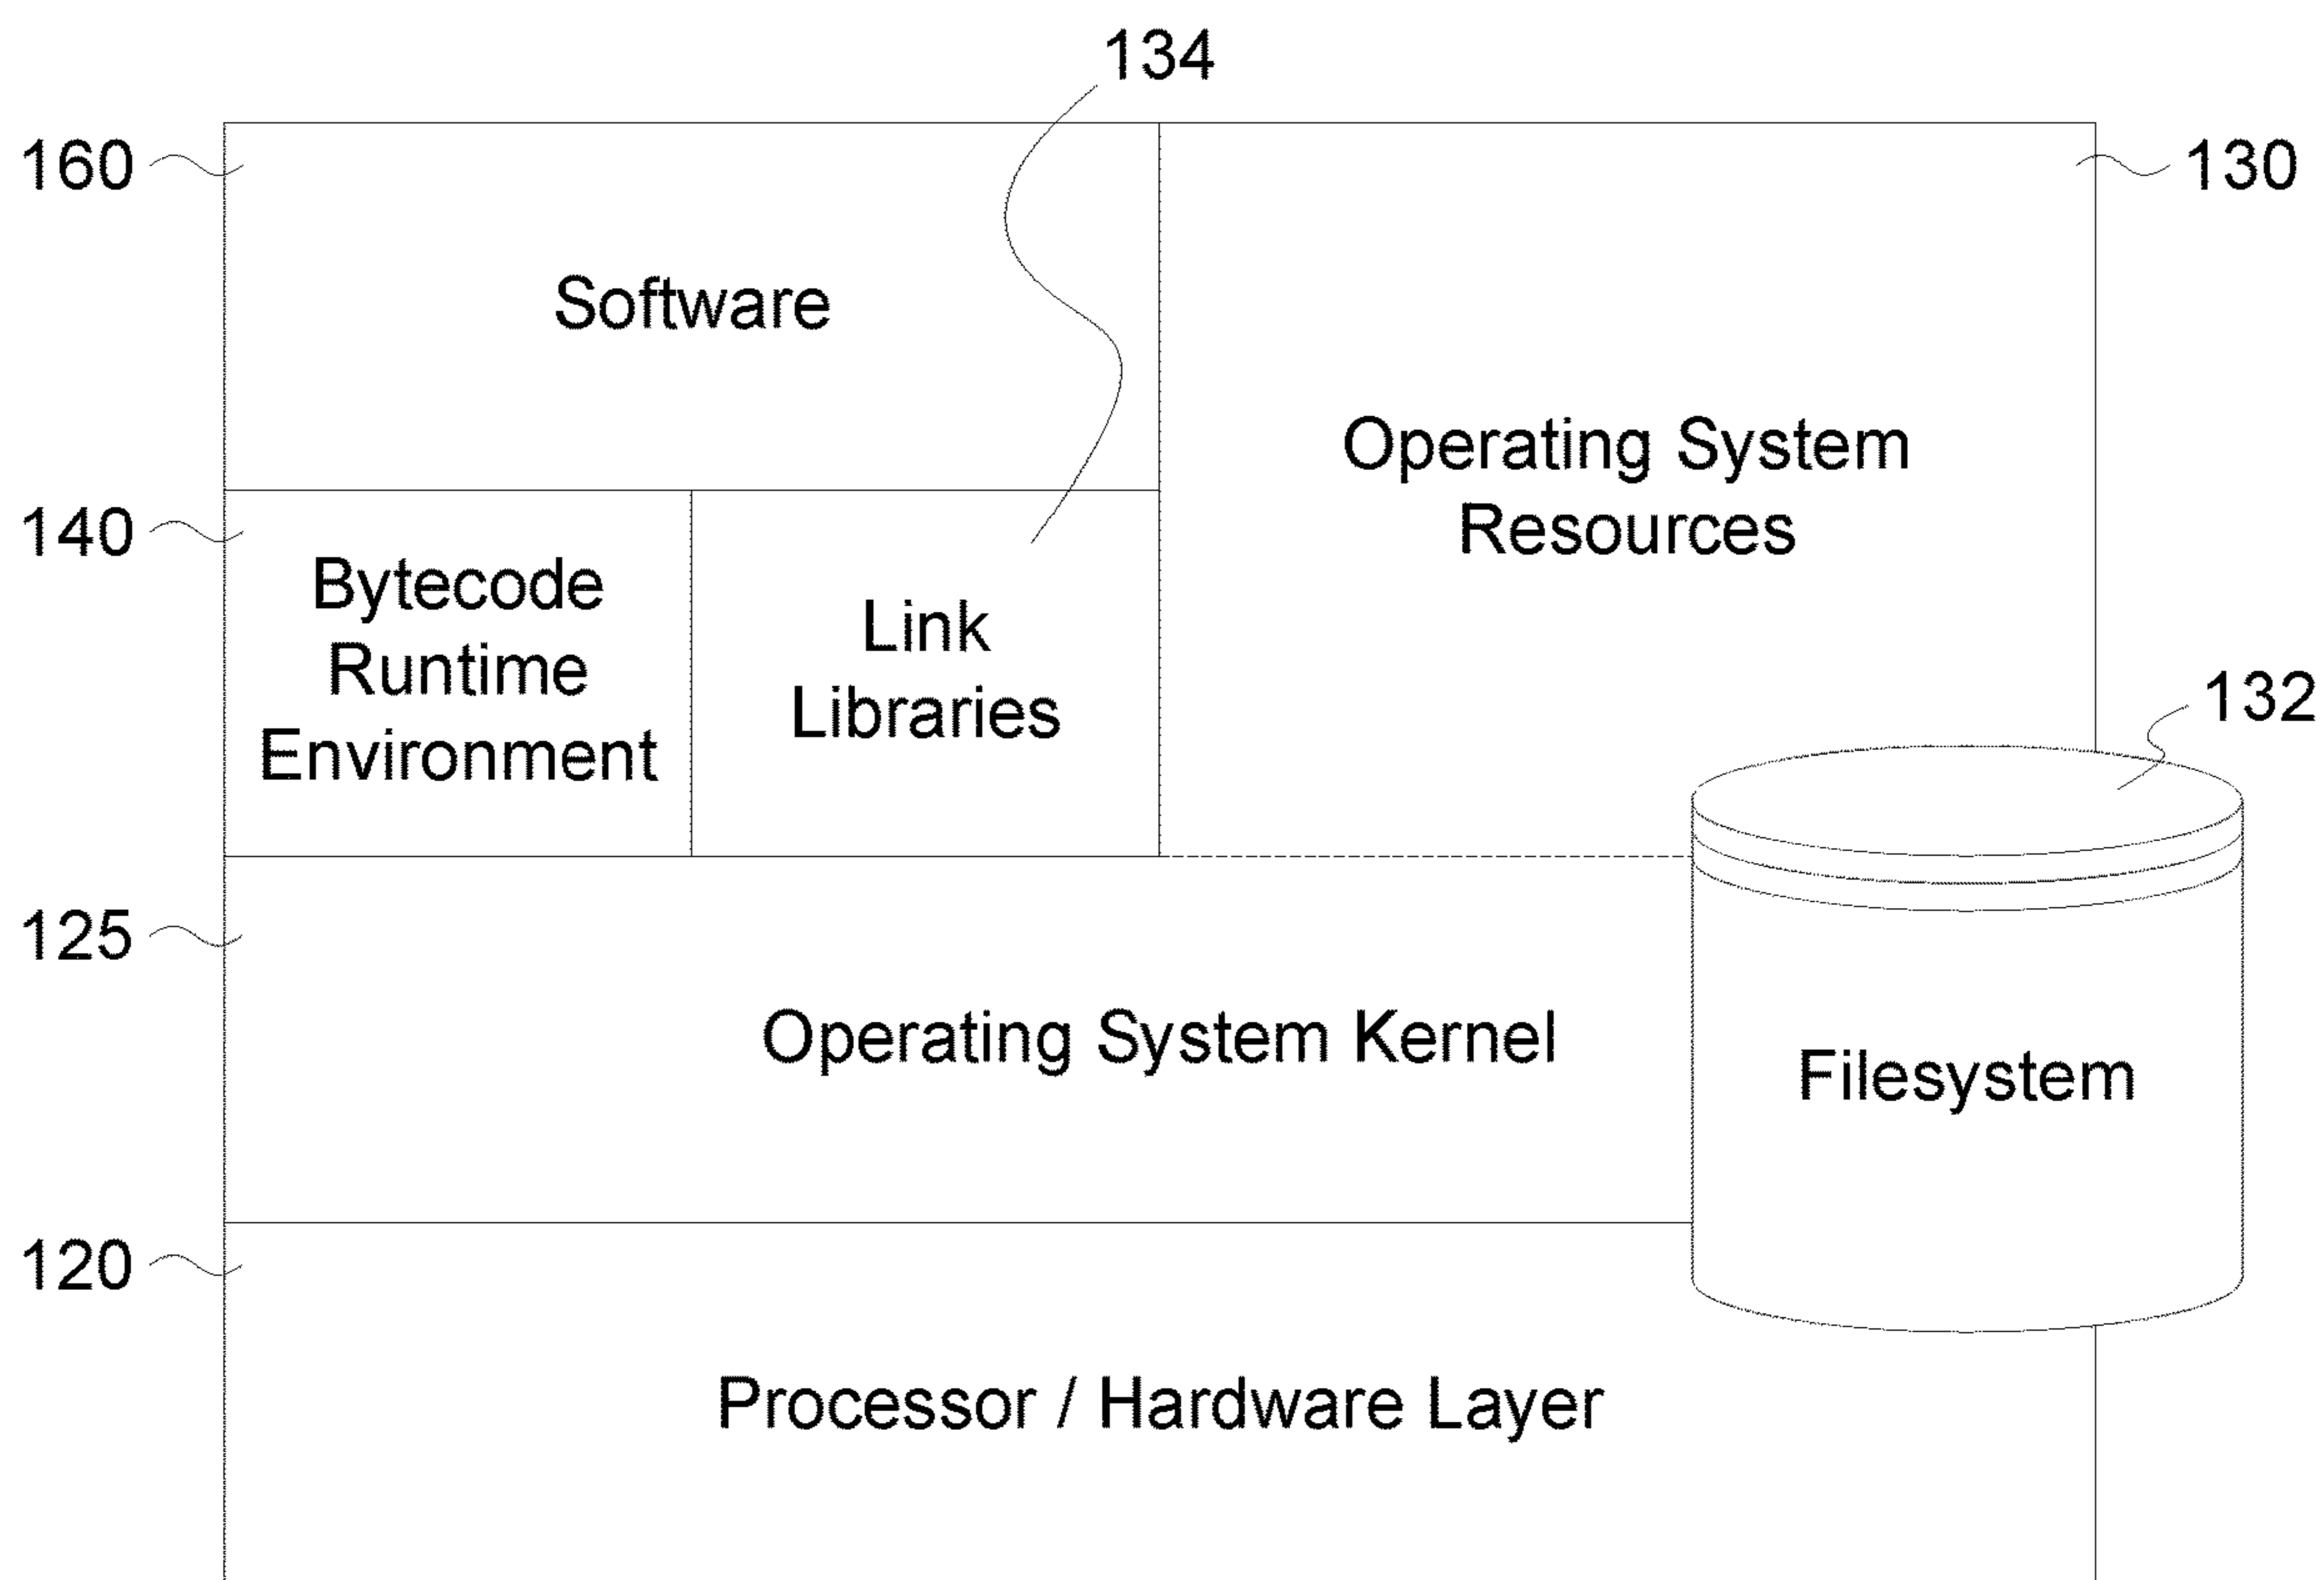 134
160
130
Software
Operating System
Resources
140
Bytecode
Runtime
Environment
Link
Libraries
132
125
Operating System Kernel
Filesystem
120
Processor / Hardware Layer